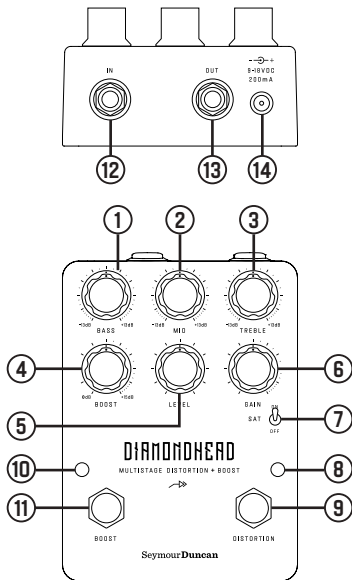 IN
OUT
9-18VDC
200mA
12
13
14
1
2
3
-13dB
+13dB
BASS
-13dB
+13dB
MID
-13dB
+13dB
TREBLE
4
5
6
0dB
+15dB
BOOST
LEVEL
GAIN
ON
SAT
OFF
7
DIAMONDHEAD
MULTISTAGE DISTORTION + BOOST
10
8
11
9
BOOST
DISTORTION
Seymour Duncan